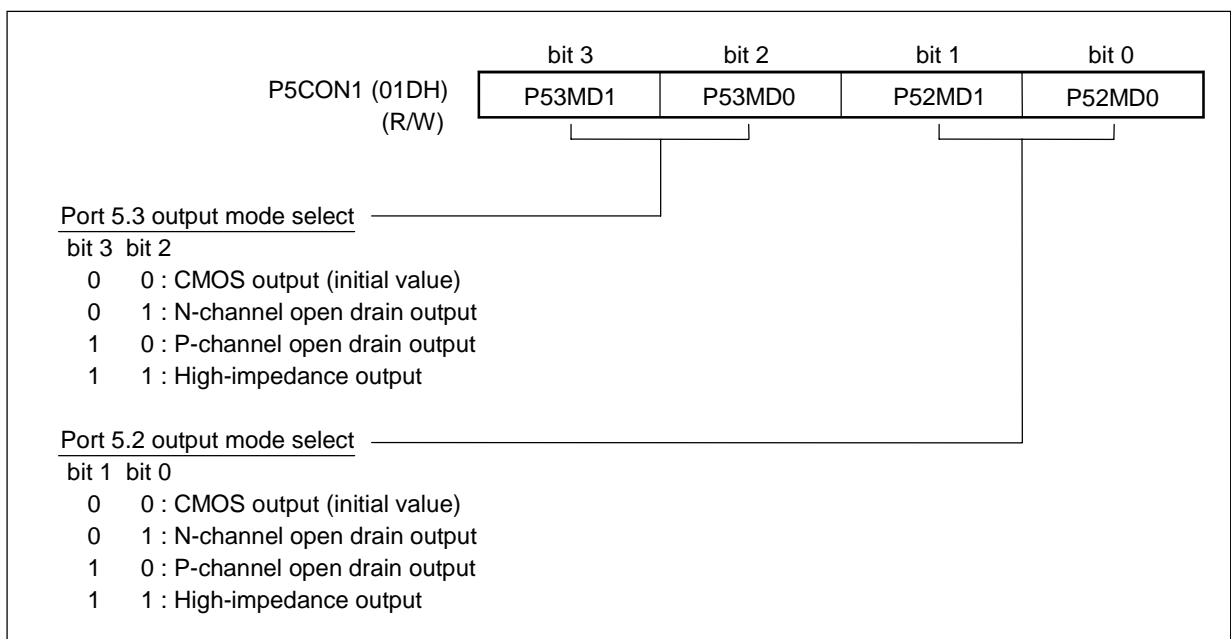 bit 3 bit 2 bit 1 bit 0
P5CON1 (01DH) P53MD1 P53MD0 P52MD1 P52MD0
(R/W)
Port 5.3 output mode select
bit 3 bit 2
0 0 : CMOS output (initial value)
0 1 : N-channel open drain output
1 0 : P-channel open drain output
1 1 : High-impedance output
Port 5.2 output mode select
bit 1 bit 0
0 0 : CMOS output (initial value)
0 1 : N-channel open drain output
1 0 : P-channel open drain output
1 1 : High-impedance output